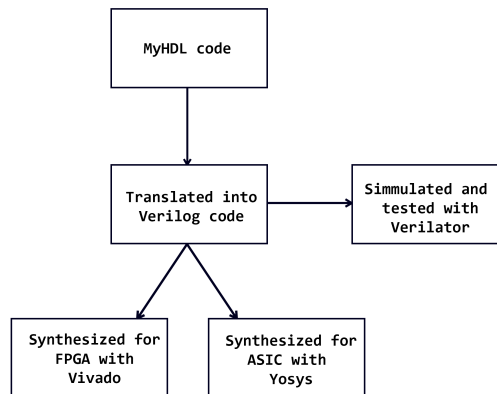 MyHDL code
Translated into
Verilog code
Simmulated and
tested with
Verilator
Synthesized for
FPGA with
Vivado
Synthesized for
ASIC with
Yosys